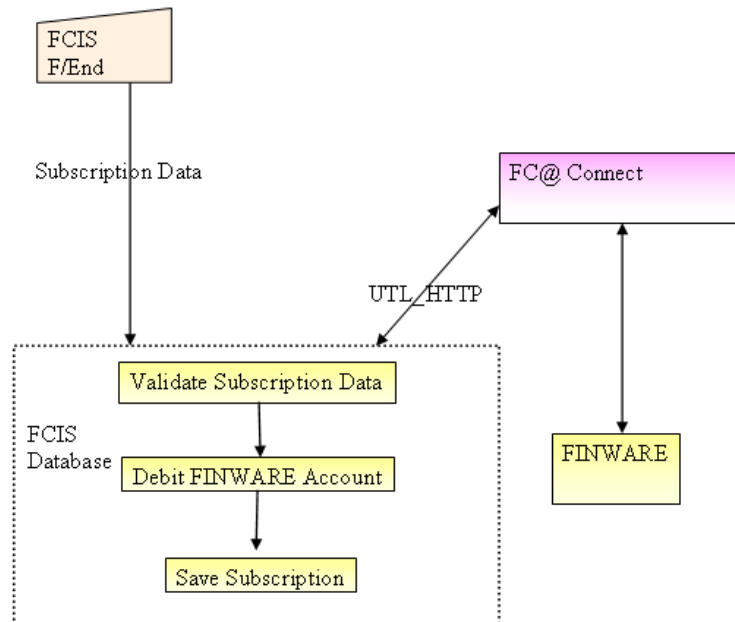 FCIS
F/End
Subscription Data
FC@ Connect
UTL_HTTP
Validate Subscription Data
FCIS
Database
Debit FINWARE Account
FINWARE
Save Subscription